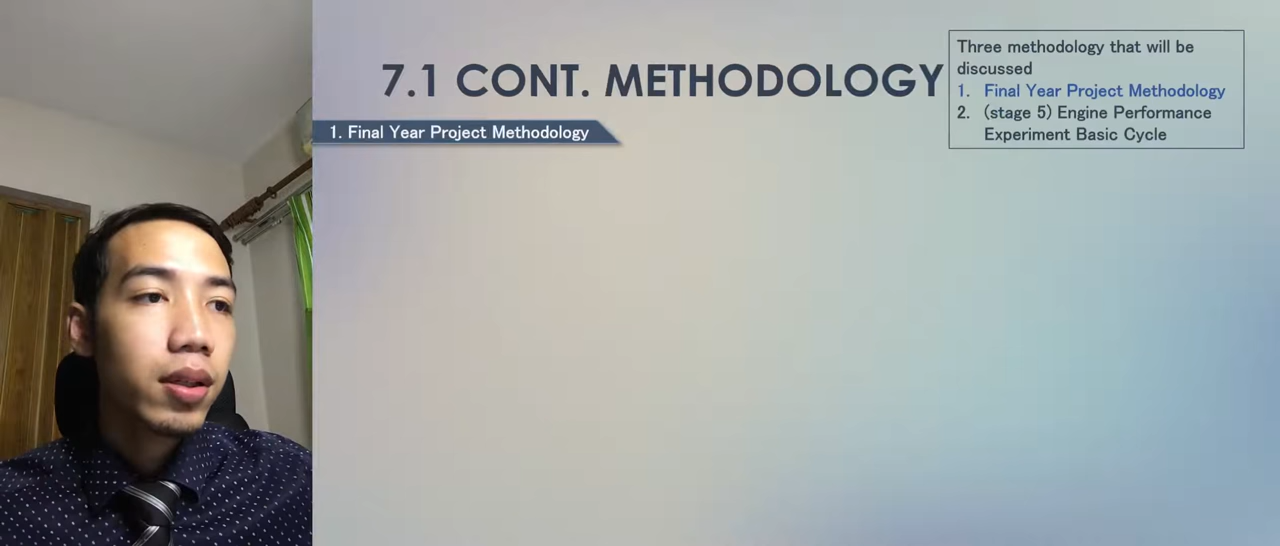 7.1 CONT. METHODOLOGY
1. Final Year Project Methodology
Three methodology that will be
discussed
1. Final Year Project Methodology
2. (stage 5) Engine Performance
Experiment Basic Cycle